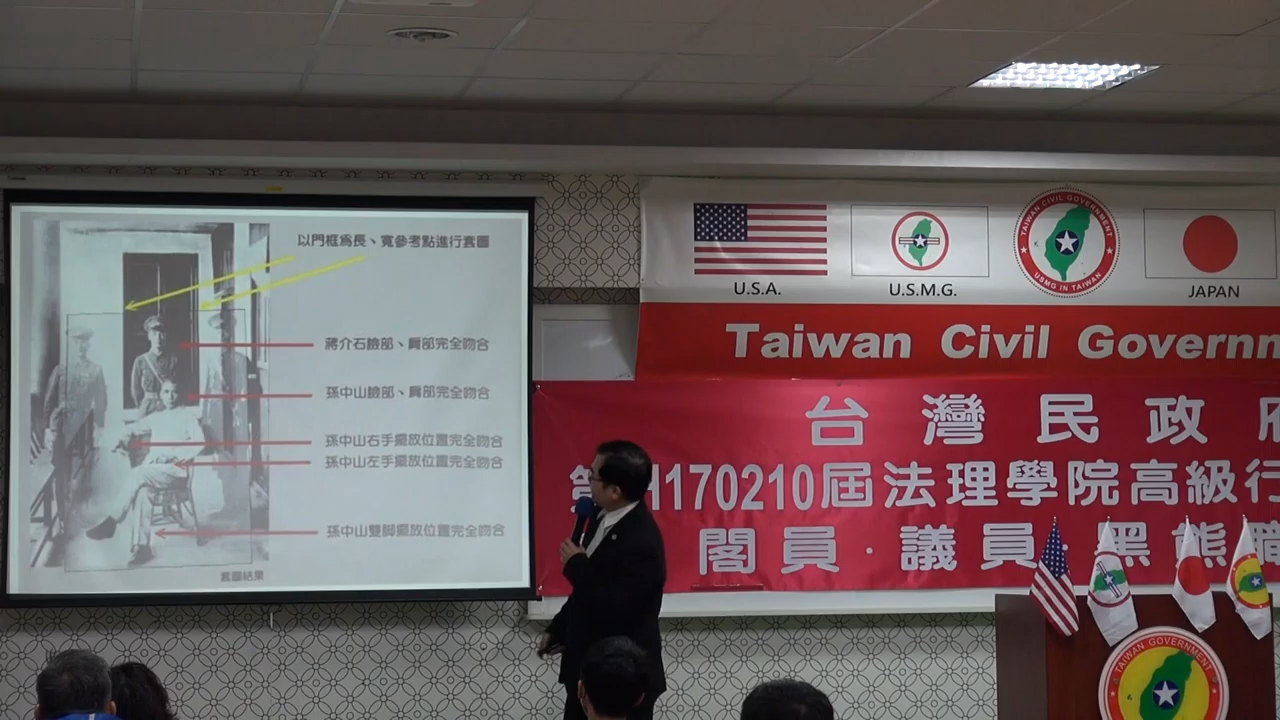 以門框為長、寬參考點進行套圖
蔣介石臉部、肩部完全吻合
孫中山臉部、肩部完全吻合
孫中山右手擺放位置完全吻合
孫中山左手擺放位置完全吻合
孫中山雙脚擺放位置完全吻合
套圖結果
U.S.A.
U.S.M.G.
TAIWAN CIVIL GOVERNMENT
USMG IN TAIWAN
JAPAN
Taiwan Civil Governm
台灣民政府
第 170210屆法理學院高級行
閣員·議員·黑熊職
TAIWAN GOVERNMENT